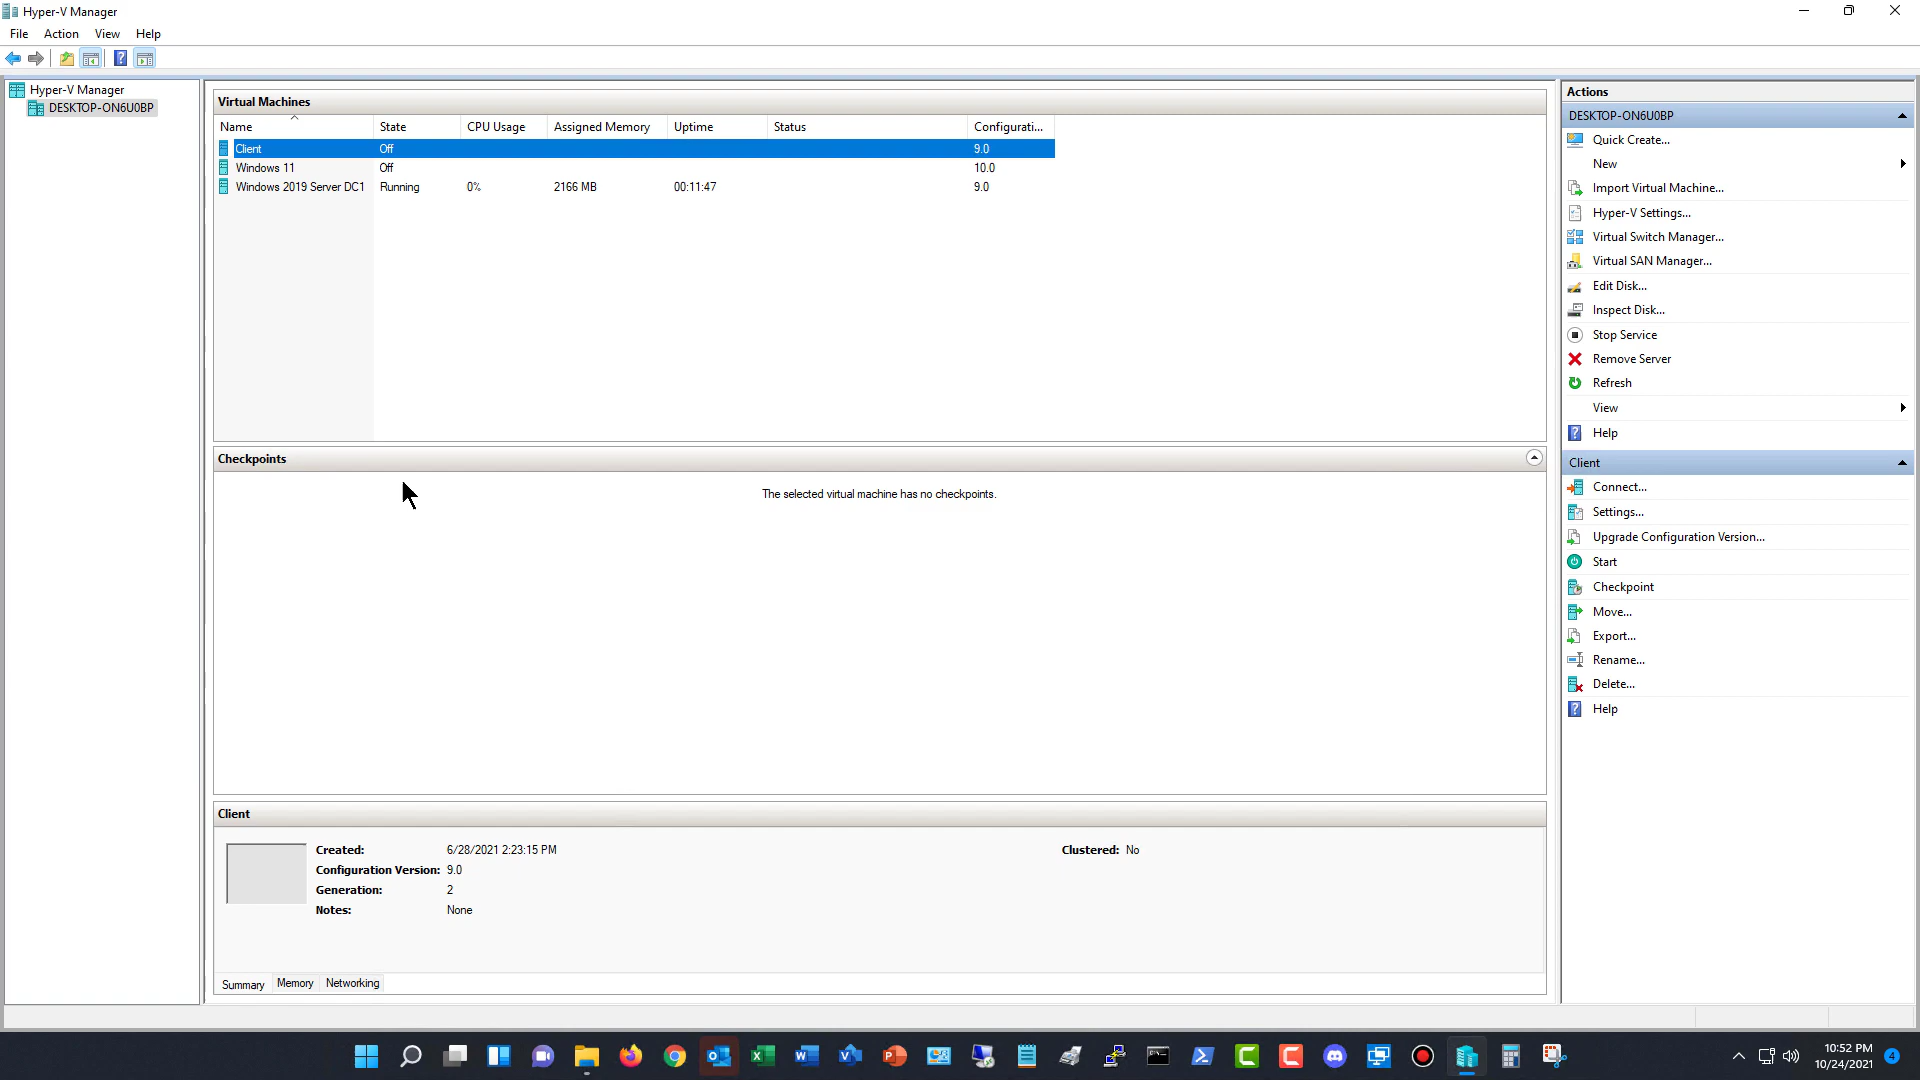 Hyper-V Manager
File Action View Help
Hyper-V Manager
DESKTOP-ON6U0BP
Virtual Machines
Name State CPU Usage Assigned Memory Uptime Status Configurati...
Client Off 9.0
Windows 11 Off 10.0
Windows 2019 Server DC1 Running 0% 2166 MB 00:11:47 9.0
Checkpoints
The selected virtual machine has no checkpoints.
Client
Created: 6/28/2021 2:23:15 PM Clustered: No
Configuration Version: 9.0
Generation: 2
Notes: None
Summary Memory Networking
Actions
DESKTOP-ON6U0BP
Quick Create...
New
Import Virtual Machine...
Hyper-V Settings...
Virtual Switch Manager...
Virtual SAN Manager...
Edit Disk...
Inspect Disk...
Stop Service
Remove Server
Refresh
View
Help
Client
Connect...
Settings...
Upgrade Configuration Version...
Start
Checkpoint
Move...
Export...
Rename...
Delete...
Help
10:52 PM
10/24/2021
4